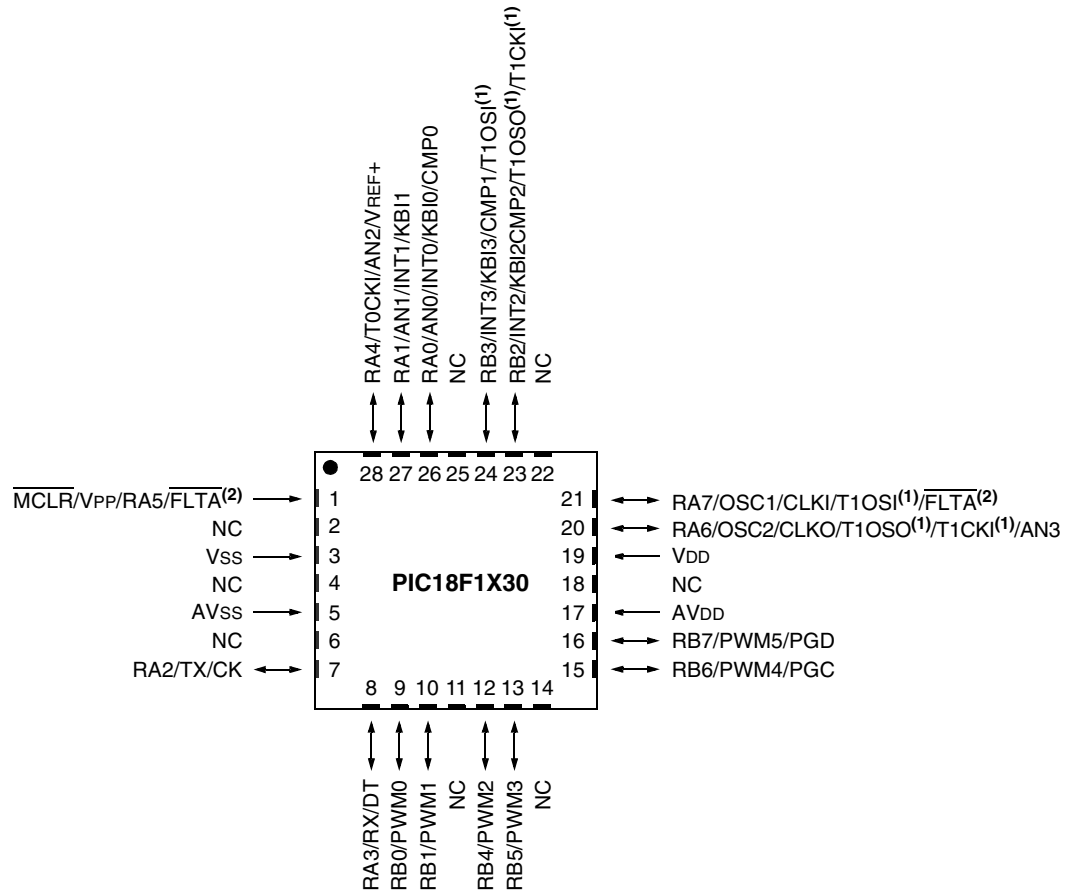 RA4/T0CKI/AN2/VREF+
RA1/AN1/INT1/KBI1
RA0/AN0/INT0/KBI0/CMP0
NC
RB3/INT3/KBI3/CMP1/T1OSI(1)
RB2/INT2/KBI2CMP2/T1OSO(1)/T1CKI(1)
NC
28 27 26 25 24 23 22
MCLR/VPP/RA5/FLTA(2) 1
NC 2
VSS 3
NC 4
AVSS 5
NC 6
RA2/TX/CK 7
PIC18F1X30
21 RA7/OSC1/CLKI/T1OSI(1)/FLTA(2)
20 RA6/OSC2/CLKO/T1OSO(1)/T1CKI(1)/AN3
19 VDD
18 NC
17 AVDD
16 RB7/PWM5/PGD
15 RB6/PWM4/PGC
8 9 10 11 12 13 14
RA3/RX/DT
RB0/PWM0
RB1/PWM1
NC
RB4/PWM2
RB5/PWM3
NC